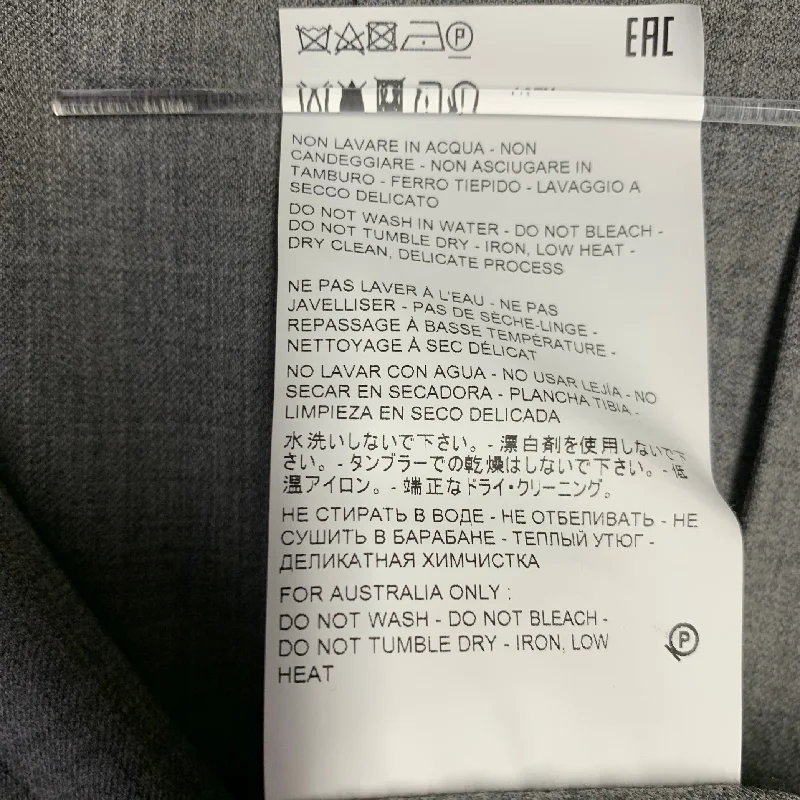 P
EAC
NON LAVARE IN ACQUA - NON
CANDEGGIARE - NON ASCIUGARE IN
TAMBURO - FERRO TIEPIDO - LAVAGGIO A
SECCO DELICATO
DO NOT WASH IN WATER - DO NOT BLEACH -
DO NOT TUMBLE DRY - IRON, LOW HEAT -
DRY CLEAN, DELICATE PROCESS
NE PAS LAVER À L'EAU - NE PAS
JAVELLISER - PAS DE SÈCHE-LINGE -
REPASSAGE À BASSE TEMPÉRATURE -
NETTOYAGE À SEC DÉLICAT
NO LAVAR CON AGUA - NO USAR LEJÍA - NO
SECAR EN SECADORA - PLANCHA TIBIA -
LIMPIEZA EN SECO DELICADA
水洗いしないで下さい。- 漂白剤を使用しないで下
さい。- タンブラーでの乾燥はしないで下さい。- 低
温アイロン。- 端正なドライ・クリーニング。
НЕ СТИРАТЬ В ВОДЕ - НЕ ОТБЕЛИВАТЬ - НЕ
СУШИТЬ В БАРАБАНЕ - ТЕПЛЫЙ УТЮГ -
ДЕЛИКАТНАЯ ХИМЧИСТКА
FOR AUSTRALIA ONLY :
DO NOT WASH - DO NOT BLEACH -
DO NOT TUMBLE DRY - IRON, LOW
HEAT
P